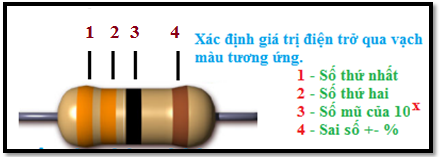 1 2 3 4
Xác định giá trị điện trở qua vạch
màu tương ứng.
1 - Số thứ nhất
2 - Số thứ hai
3 - Số mũ của 10ˣ
4 - Sai số +- %